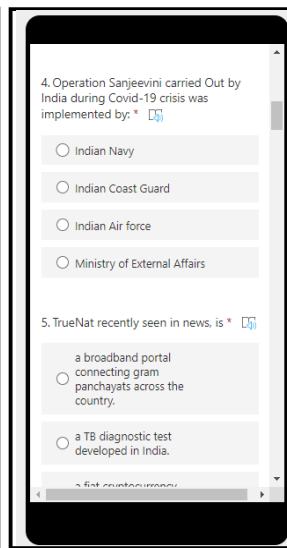 4. Operation Sanjeevini carried Out by
India during Covid-19 crisis was
implemented by: *
Indian Navy
Indian Coast Guard
Indian Air force
Ministry of External Affairs
5. TrueNat recently seen in news, is *
a broadband portal
connecting gram
panchayats across the
country.
a TB diagnostic test
developed in India.
a fiat cryptocurrency